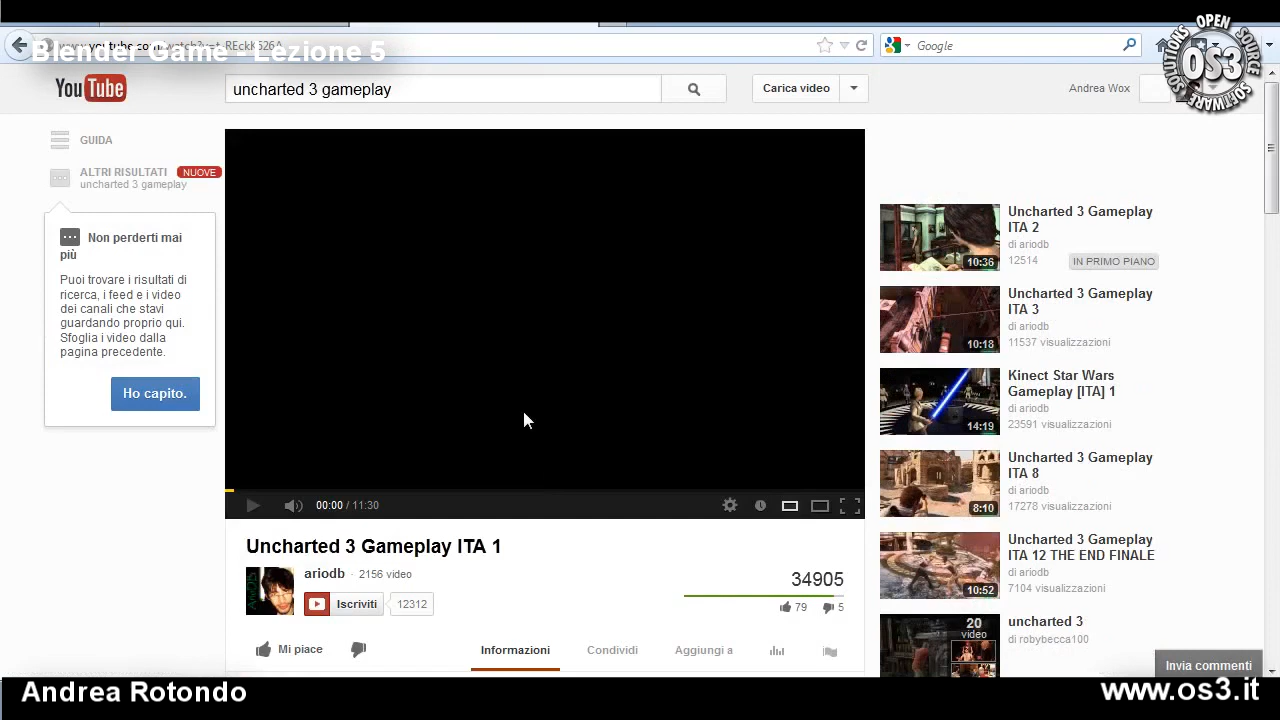 Blender Game - Lezione 5
Google
OPEN SOURCE SOFTWARE SOLUTIONS
OS3
YouTube
uncharted 3 gameplay
Carica video
Andrea Wox
GUIDA
ALTRI RISULTATI NUOVE
uncharted 3 gameplay
Non perderti mai
più
Puoi trovare i risultati di
ricerca, i feed e i video
dei canali che stavi
guardando proprio qui.
Sfoglia i video dalla
pagina precedente.
Ho capito.
00:00 / 11:30
Uncharted 3 Gameplay ITA 1
ariodb · 2156 video
Iscriviti 12312
34905
79 5
Mi piace
Informazioni Condividi Aggiungi a
10:36
Uncharted 3 Gameplay
ITA 2
di ariodb
12514 IN PRIMO PIANO
10:18
Uncharted 3 Gameplay
ITA 3
di ariodb
11537 visualizzazioni
14:19
Kinect Star Wars
Gameplay [ITA] 1
di ariodb
23591 visualizzazioni
8:10
Uncharted 3 Gameplay
ITA 8
di ariodb
17278 visualizzazioni
10:52
Uncharted 3 Gameplay
ITA 12 THE END FINALE
di ariodb
7104 visualizzazioni
20
video
uncharted 3
di robybecca100
Invia commenti
Andrea Rotondo
www.os3.it